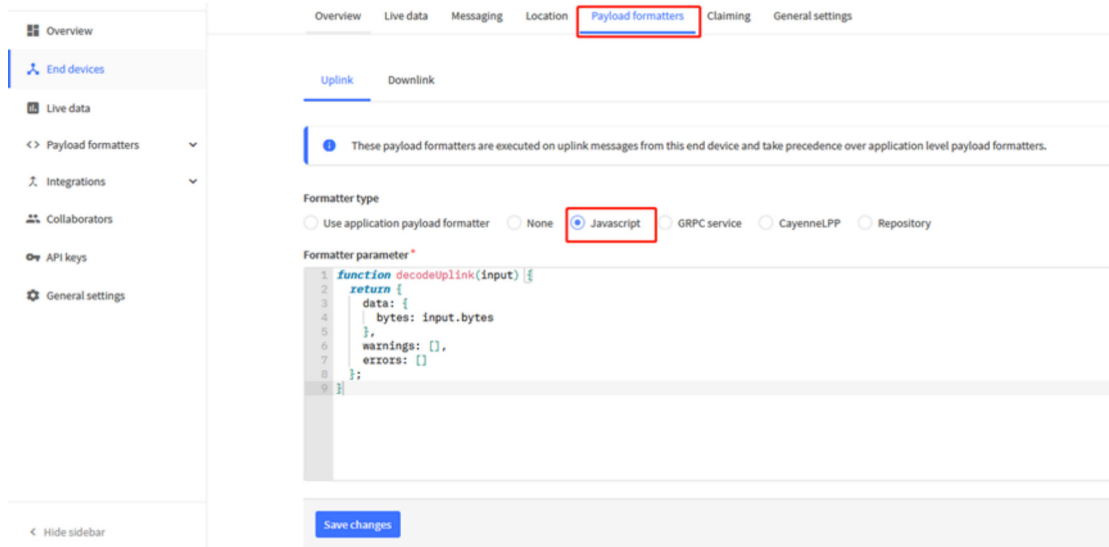 Overview Live data Messaging Location Payload formatters Claiming General settings
Overview
End devices
Live data
Payload formatters
Integrations
Collaborators
API keys
General settings
Hide sidebar
Uplink Downlink
These payload formatters are executed on uplink messages from this end device and take precedence over application level payload formatters.
Formatter type
Use application payload formatter None Javascript GRPC service CayenneLPP Repository
Formatter parameter *
1 function decodeUplink(input) {
2 return {
3 data: {
4 bytes: input.bytes
5 },
6 warnings: [],
7 errors: []
8 };
9 }
Save changes